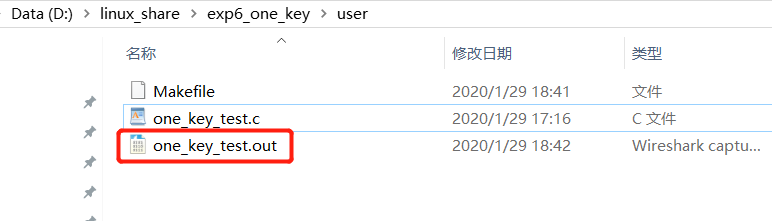 Data (D:) › linux_share › exp6_one_key › user
名称 修改日期 类型
Makefile 2020/1/29 18:41 文件
one_key_test.c 2020/1/29 17:16 C 文件
one_key_test.out 2020/1/29 18:42 Wireshark captu...